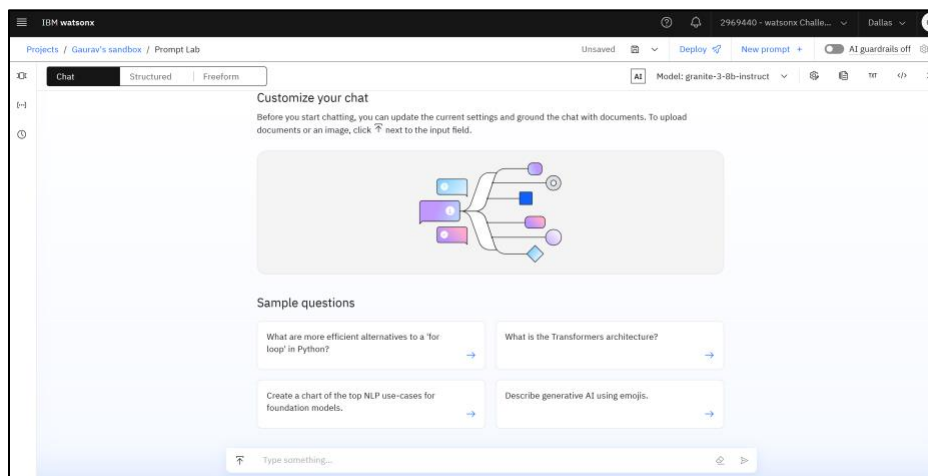 IBM watsonx
2969440 - watsonx Challe...
Dallas
Projects / Gaurav's sandbox / Prompt Lab
Unsaved
Deploy
New prompt +
AI guardrails off
Chat
Structured
Freeform
AI
Model: granite-3-8b-instruct
TXT
</>
Customize your chat
Before you start chatting, you can update the current settings and ground the chat with documents. To upload
documents or an image, click next to the input field.
Sample questions
What are more efficient alternatives to a 'for
loop' in Python?
What is the Transformers architecture?
Create a chart of the top NLP use-cases for
foundation models.
Describe generative AI using emojis.
Type something...